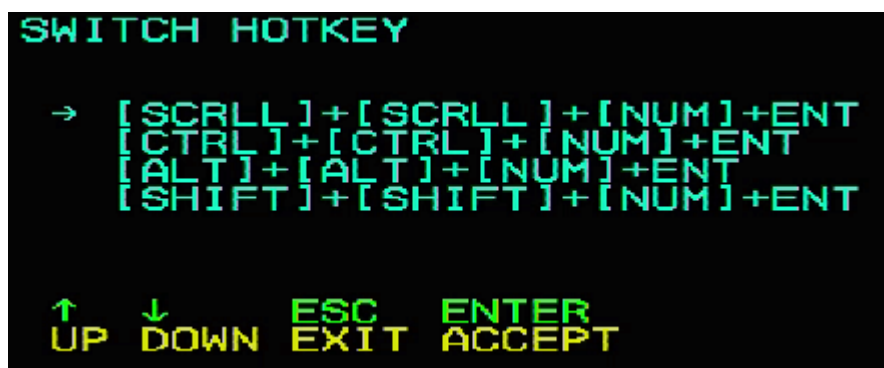 SWITCH HOTKEY
→ [SCRLL]+[SCRLL]+[NUM]+ENT
[CTRL]+[CTRL]+[NUM]+ENT
[ALT]+[ALT]+[NUM]+ENT
[SHIFT]+[SHIFT]+[NUM]+ENT
↑ ↓ ESC ENTER
UP DOWN EXIT ACCEPT